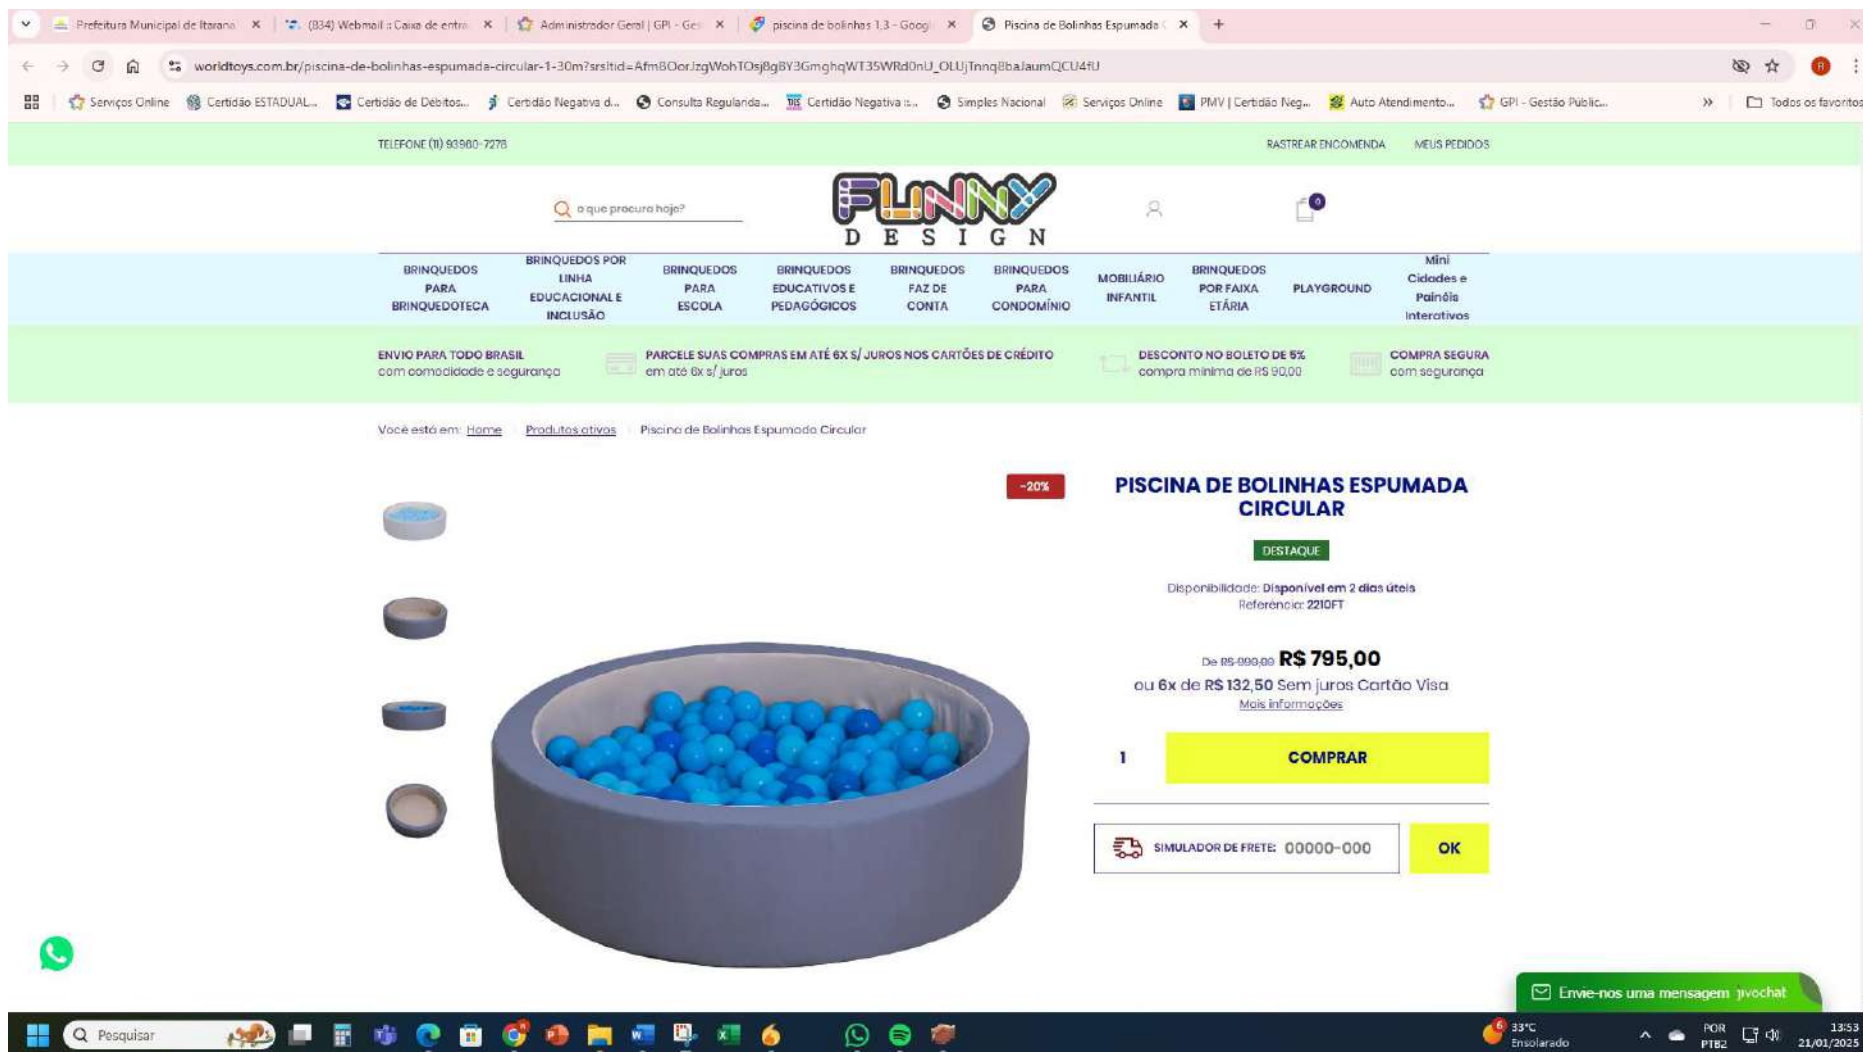 Prefeitura Municipal de Itarana
(834) Webmail :: Caixa de entra
Administrador Geral | GPI - Ges
piscina de bolinhas 1,3 - Googl
Piscina de Bolinhas Espumada C
worldtoys.com.br/piscina-de-bolinhas-espumada-circular-1-30m?srsltid=AfmBOorJzgWohTOsj8gBY3GmghqWT35WRd0nU_OLUjTnnq8baJaumQCU4fU
Serviços Online
Certidão ESTADUAL...
Certidão de Débitos...
Certidão Negativa d...
Consulta Regularida...
Certidão Negativa ::...
Simples Nacional
Serviços Online
PMV | Certidão Neg...
Auto Atendimento...
GPI - Gestão Públic...
Todos os favoritos
TELEFONE (11) 93960-7278
RASTREAR ENCOMENDA
MEUS PEDIDOS
o que procura hoje?
FUNNY
DESIGN
0
BRINQUEDOS
PARA
BRINQUEDOTECA
BRINQUEDOS POR
LINHA
EDUCACIONAL E
INCLUSÃO
BRINQUEDOS
PARA
ESCOLA
BRINQUEDOS
EDUCATIVOS E
PEDAGÓGICOS
BRINQUEDOS
FAZ DE
CONTA
BRINQUEDOS
PARA
CONDOMÍNIO
MOBILIÁRIO
INFANTIL
BRINQUEDOS
POR FAIXA
ETÁRIA
PLAYGROUND
Mini
Cidades e
Painéis
Interativos
ENVIO PARA TODO BRASIL
com comodidade e segurança
PARCELE SUAS COMPRAS EM ATÉ 6X S/ JUROS NOS CARTÕES DE CRÉDITO
em até 6x s/ juros
DESCONTO NO BOLETO DE 5%
compra mínima de R$ 90,00
COMPRA SEGURA
com segurança
Você está em: Home
Produtos ativos
Piscina de Bolinhas Espumada Circular
-20%
PISCINA DE BOLINHAS ESPUMADA
CIRCULAR
DESTAQUE
Disponibilidade: Disponível em 2 dias úteis
Referência: 2210FT
De R$ 990,00 R$ 795,00
ou 6x de R$ 132,50 Sem juros Cartão Visa
Mais informações
1
COMPRAR
SIMULADOR DE FRETE: 00000-000
OK
Envie-nos uma mensagem jivochat
Pesquisar
6
33°C
Ensolarado
POR
PTB2
13:53
21/01/2025